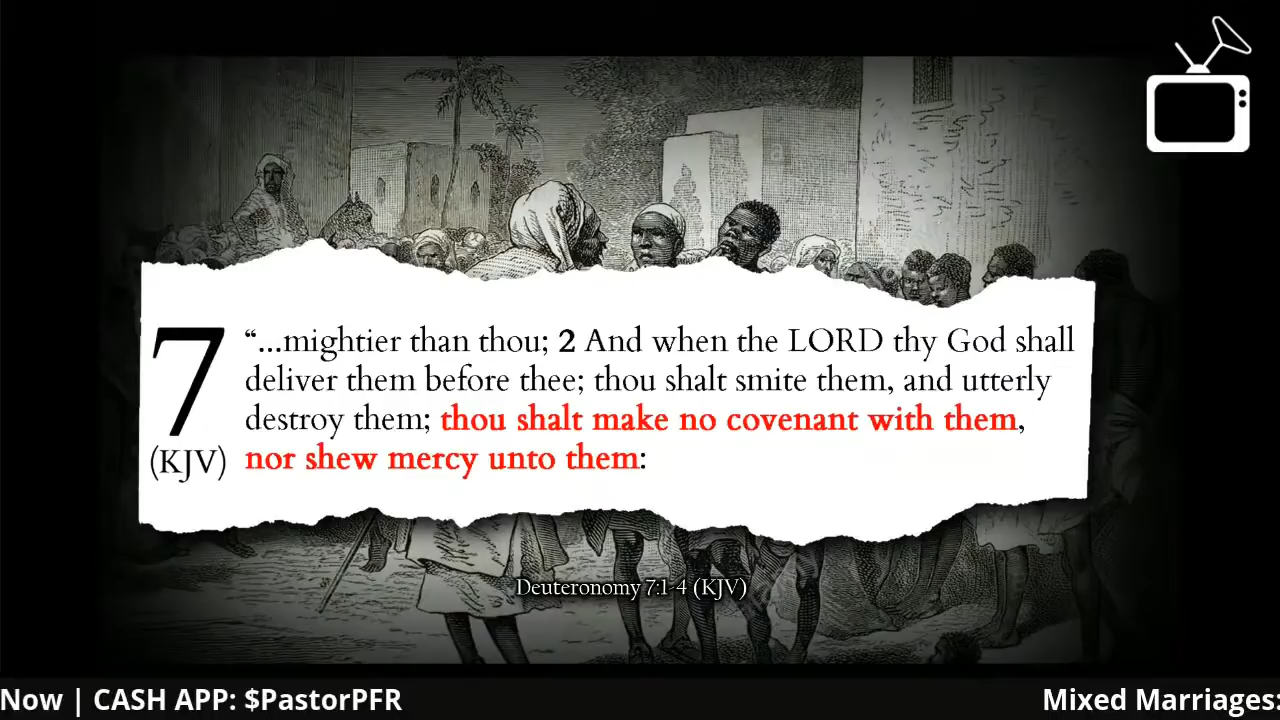 7
(KJV)
“...mightier than thou; 2 And when the LORD thy God shall
deliver them before thee; thou shalt smite them, and utterly
destroy them; thou shalt make no covenant with them,
nor shew mercy unto them:
Deuteronomy 7:1-4 (KJV)
Now | CASH APP: $PastorPFR
Mixed Marriages: